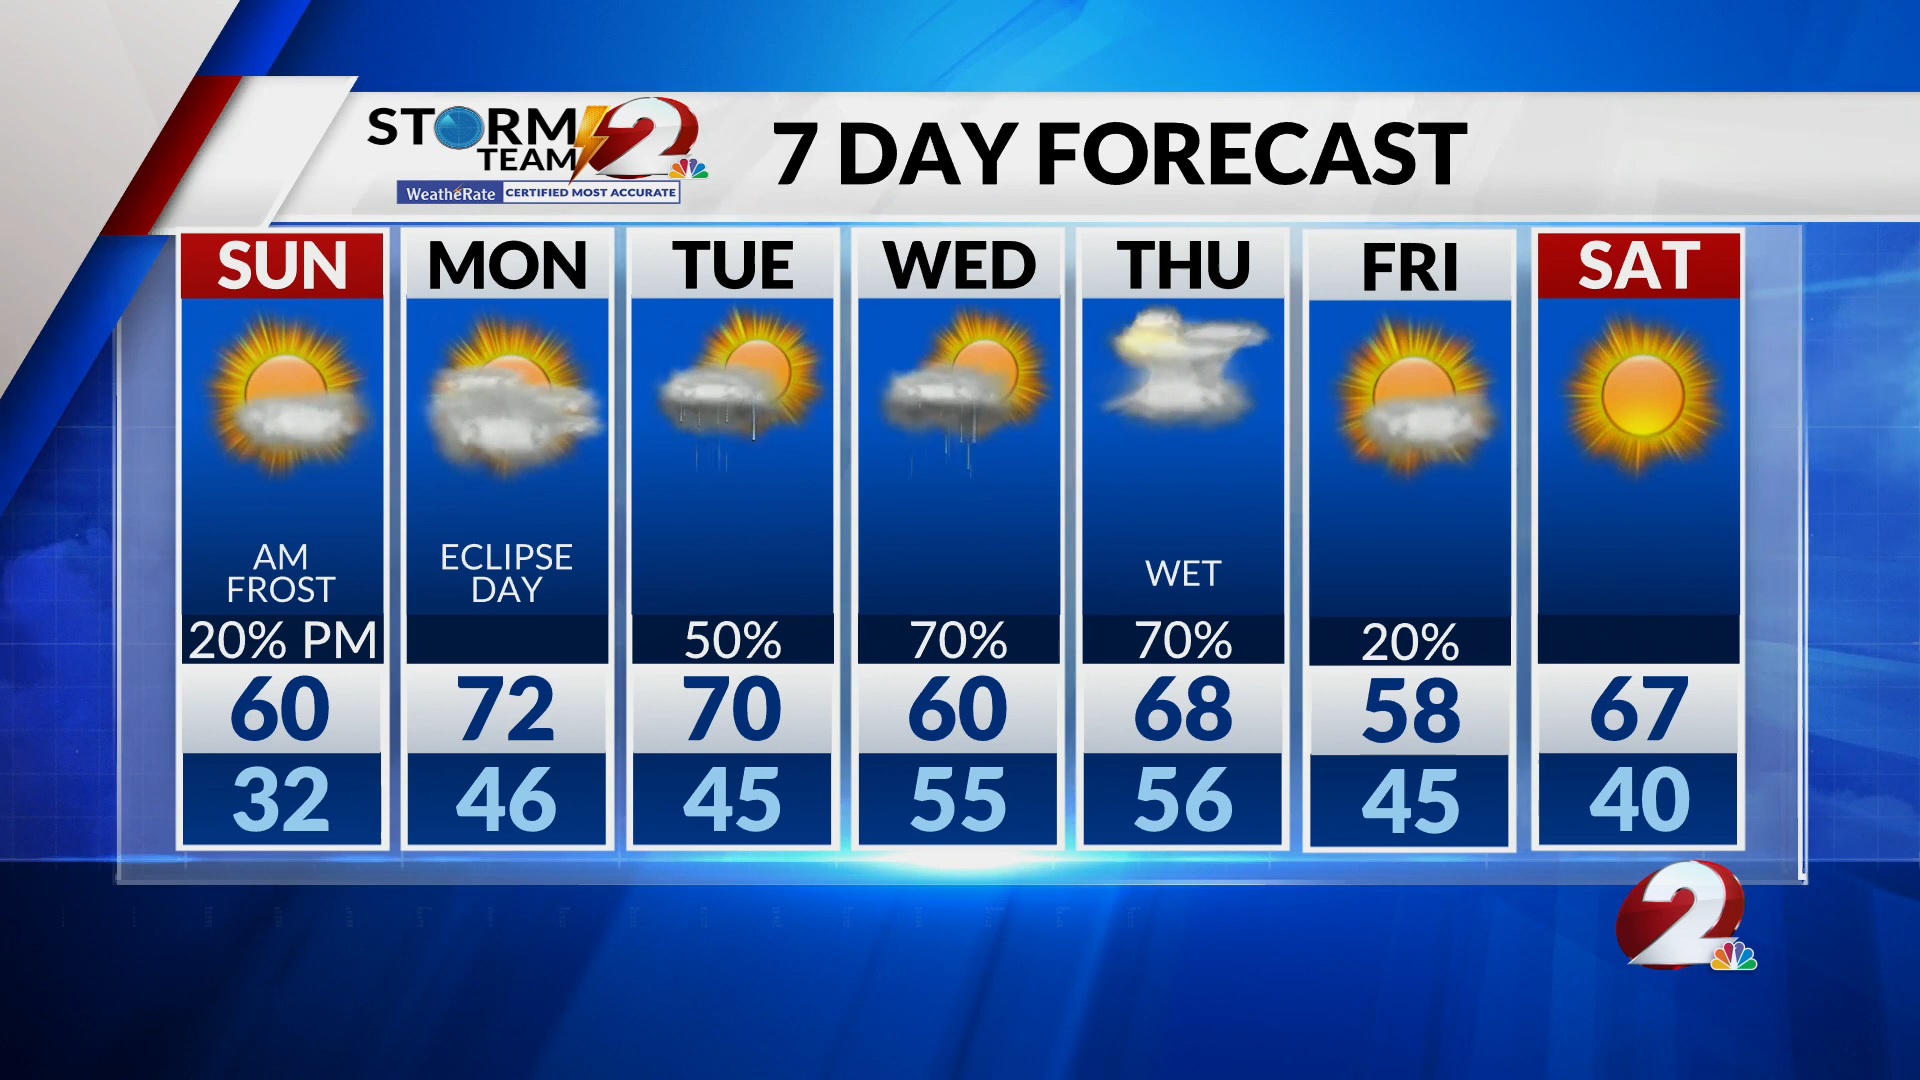 STORM
TEAM 2
WeatheRate CERTIFIED MOST ACCURATE
7 DAY FORECAST
SUN MON TUE WED THU FRI SAT
AM
FROST
ECLIPSE
DAY
WET
20% PM 50% 70% 70% 20%
60 72 70 60 68 58 67
32 46 45 55 56 45 40
2